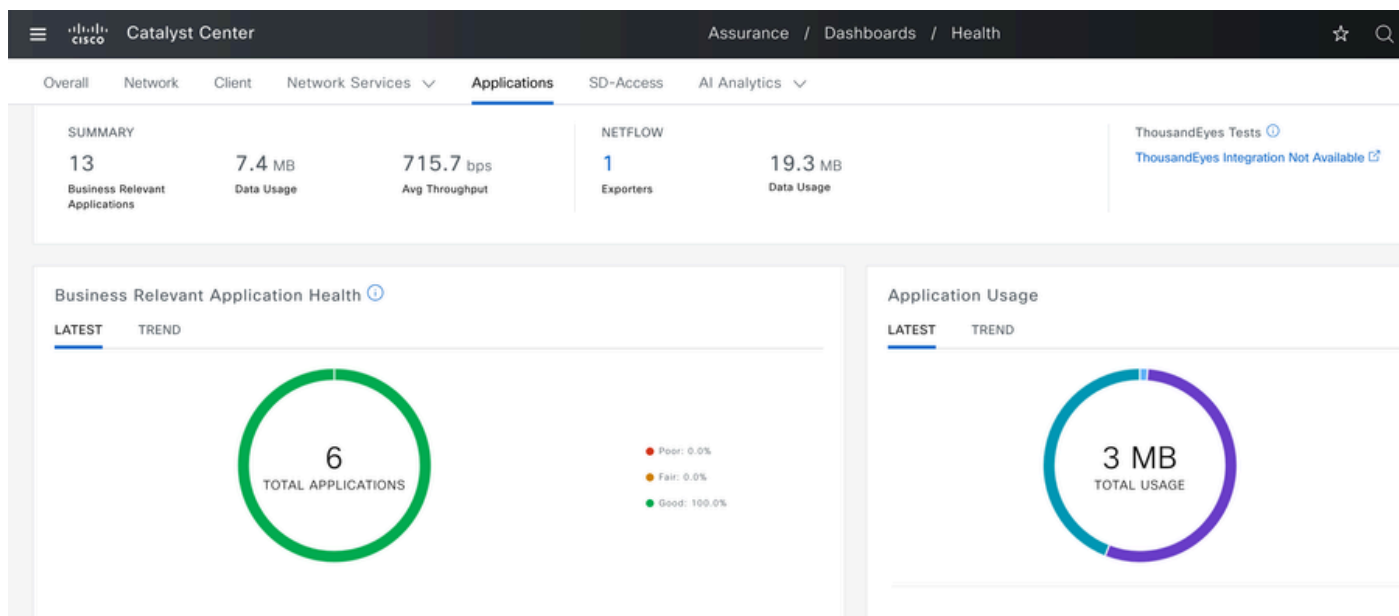 CISCO Catalyst Center Assurance / Dashboards / Health
Overall Network Client Network Services Applications SD-Access AI Analytics
SUMMARY
13
Business Relevant
Applications
7.4 MB
Data Usage
715.7 bps
Avg Throughput
NETFLOW
1
Exporters
19.3 MB
Data Usage
ThousandEyes Tests
ThousandEyes Integration Not Available
Business Relevant Application Health
LATEST TREND
6
TOTAL APPLICATIONS
Poor: 0.0%
Fair: 0.0%
Good: 100.0%
Application Usage
LATEST TREND
3 MB
TOTAL USAGE